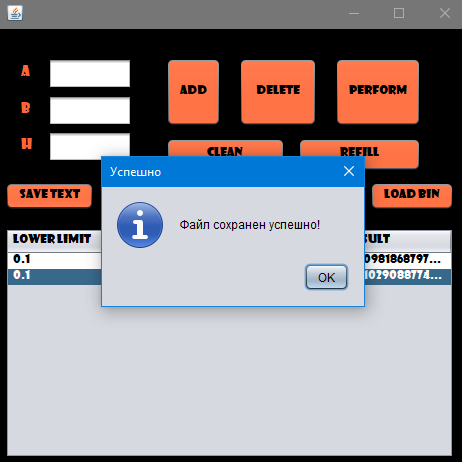 A
B
H
ADD
DELETE
PERFORM
CLEAN
REFILL
SAVE TEXT
LOAD BIN
Успешно
Файл сохранен успешно!
OK
LOWER LIMIT
0.1
0.1